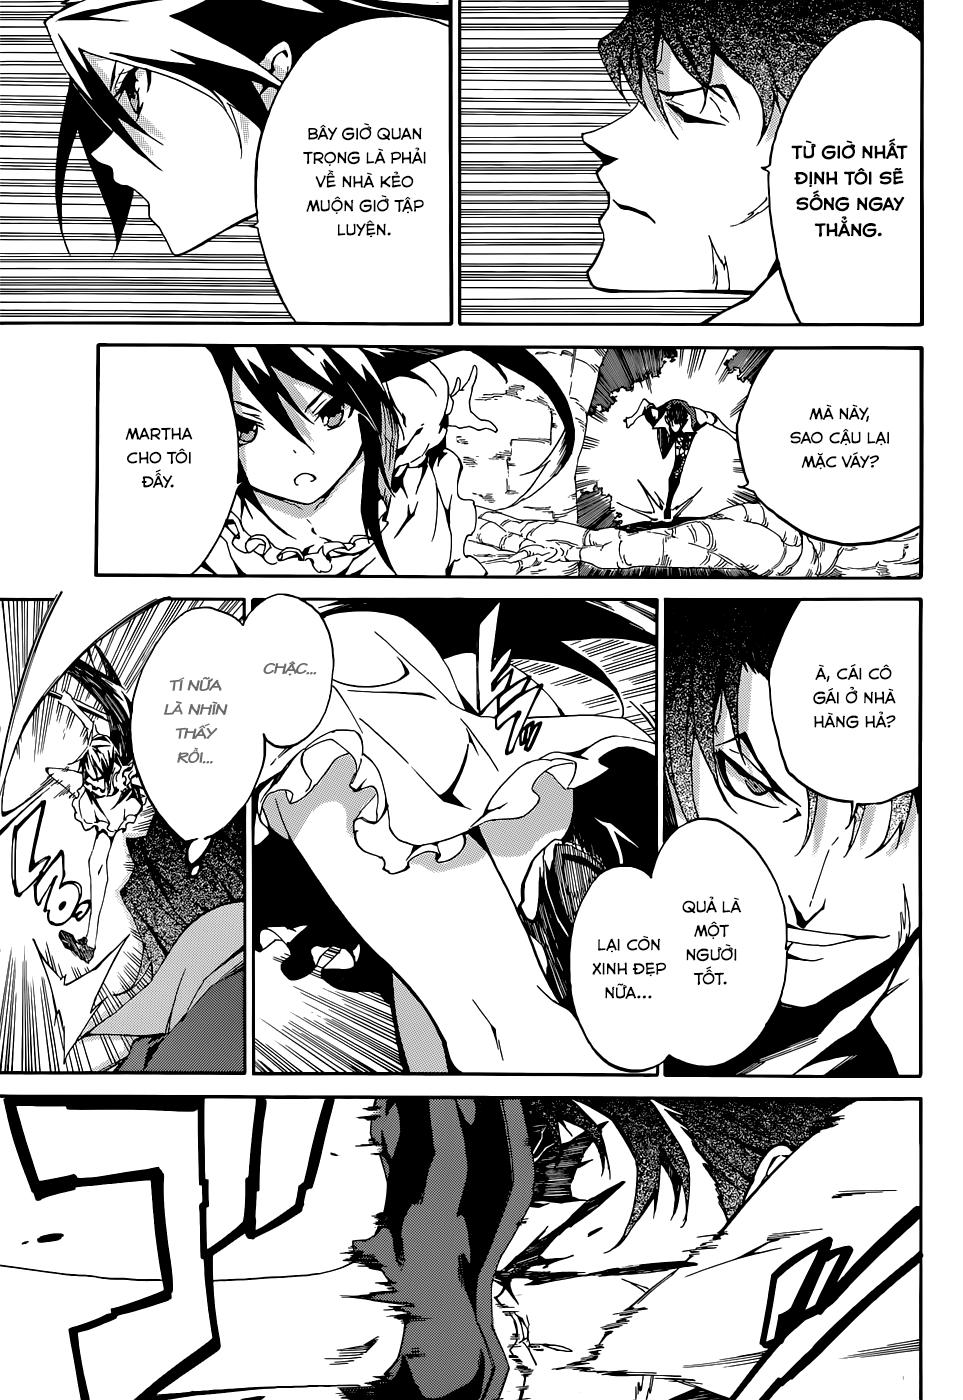 TỪ GIỜ NHẤT
ĐỊNH TÔI SẼ
SỐNG NGAY
THẲNG.
BÂY GIỜ QUAN
TRỌNG LÀ PHẢI
VỀ NHÀ KẺO
MUỘN GIỜ TẬP
LUYỆN.
MÀ NÀY,
SAO CẬU LẠI
MẶC VÁY?
MARTHA
CHO TÔI
ĐẤY.
À, CÁI CÔ
GÁI Ở NHÀ
HÀNG HẢ?
QUẢ LÀ
MỘT
NGƯỜI
TỐT.
LẠI CÒN
XINH ĐẸP
NỮA...
CHẬC...
TÍ NỮA
LÀ NHÌN
THẤY
RỒI...